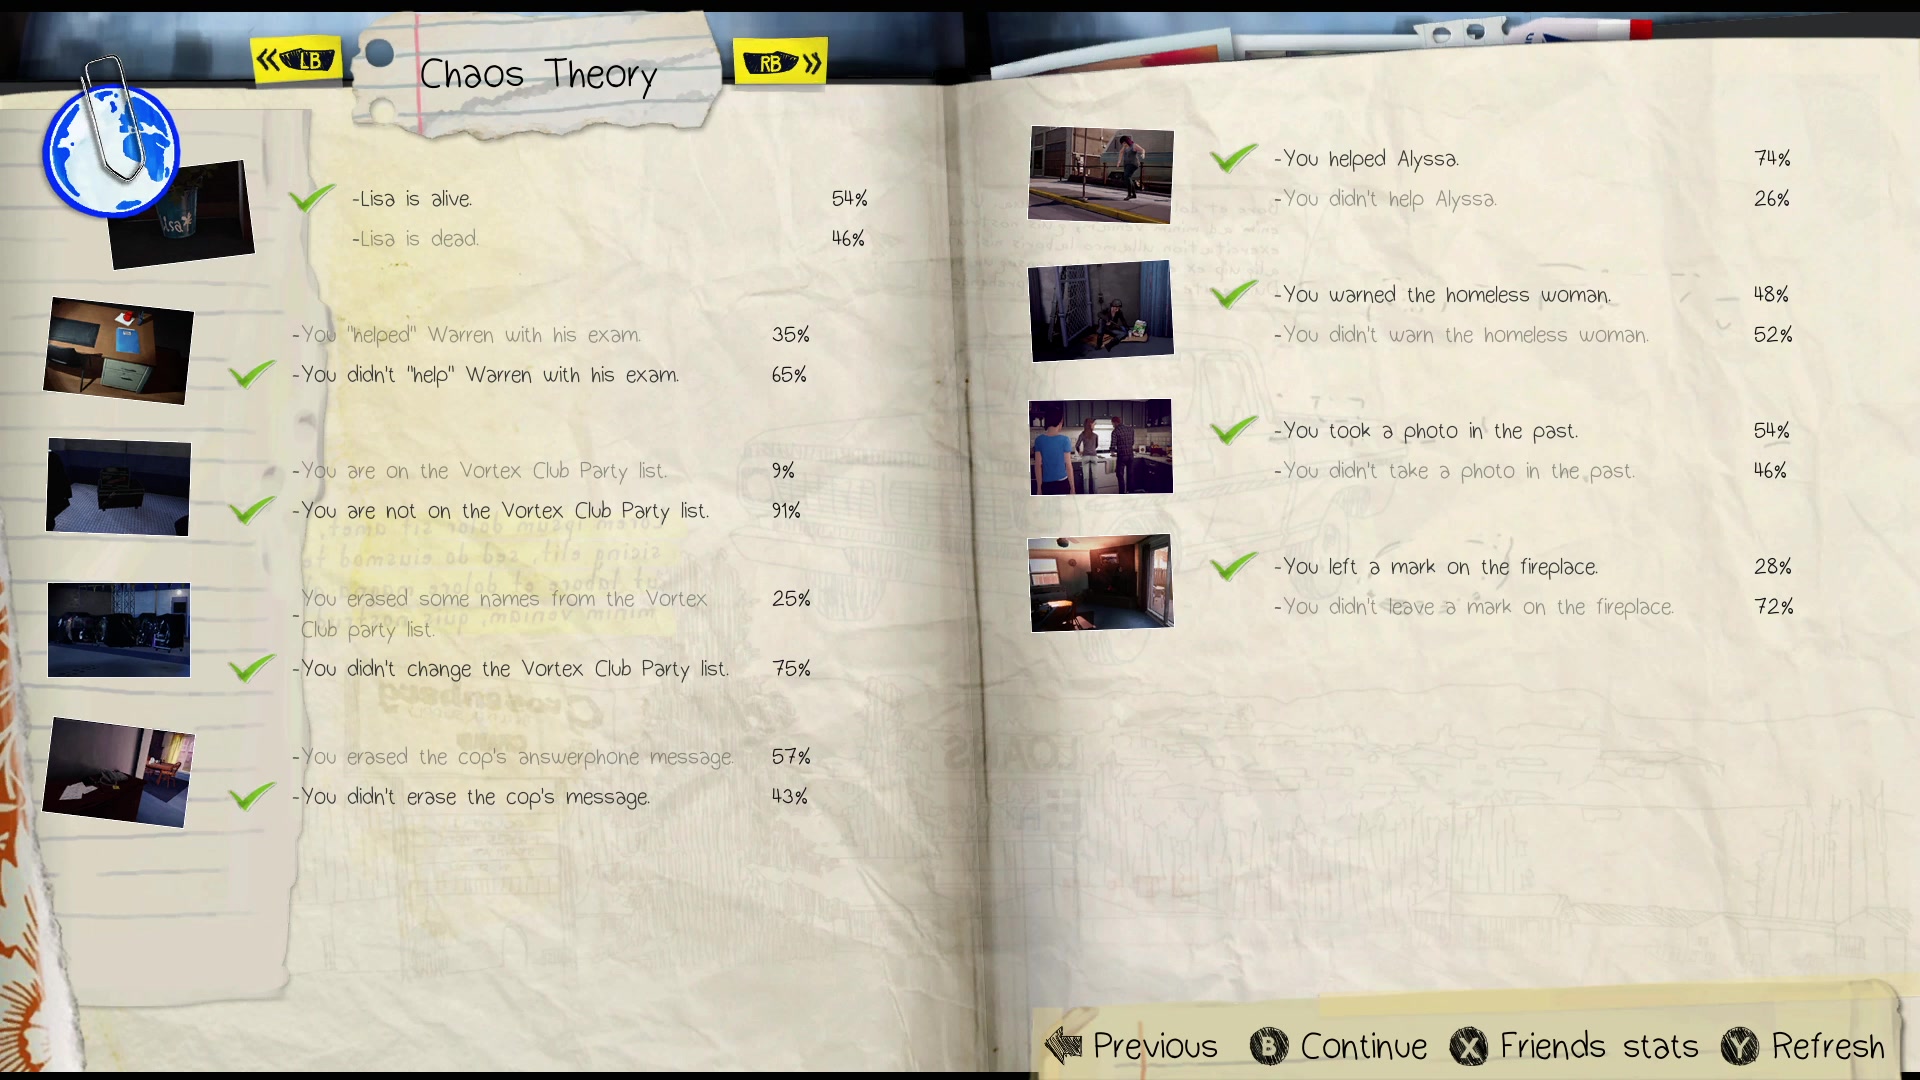 LB
Chaos Theory
RB
Lisa*
-Lisa is alive. 54%
-Lisa is dead. 46%
-You "helped" Warren with his exam. 35%
-You didn't "help" Warren with his exam. 65%
-You are on the Vortex Club Party list. 9%
-You are not on the Vortex Club Party list. 91%
-You erased some names from the Vortex 25%
Club party list.
-You didn't change the Vortex Club Party list. 75%
-You erased the cop's answerphone message. 57%
-You didn't erase the cop's message. 43%
-You helped Alyssa. 74%
-You didn't help Alyssa. 26%
-You warned the homeless woman. 48%
-You didn't warn the homeless woman. 52%
-You took a photo in the past. 54%
-You didn't take a photo in the past. 46%
-You left a mark on the fireplace. 28%
-You didn't leave a mark on the fireplace. 72%
Previous B Continue X Friends stats Y Refresh